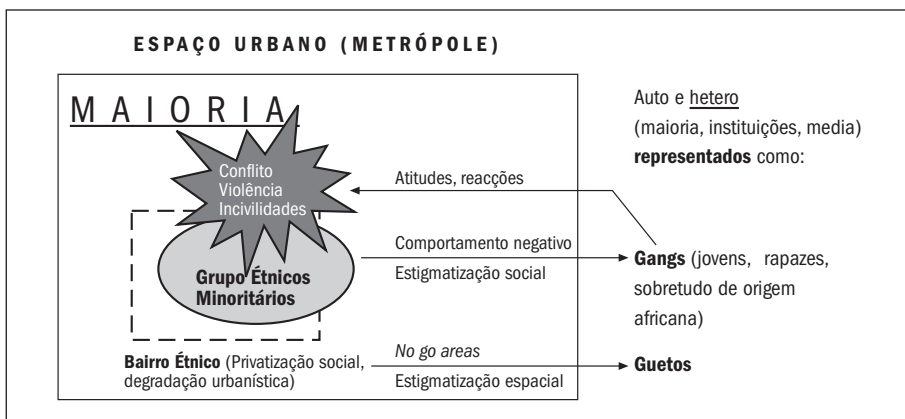 ESPAÇO URBANO (METRÓPOLE)
MAIORIA
Conflito
Violência
Incivilidades
Grupo Étnicos
Minoritários
Bairro Étnico (Privatização social,
degradação urbanística)
Atitudes, reacções
Comportamento negativo
Estigmatização social
No go areas
Estigmatização espacial
Auto e hetero
(maioria, instituições, media)
representados como:
Gangs (jovens, rapazes,
sobretudo de origem
africana)
Guetos